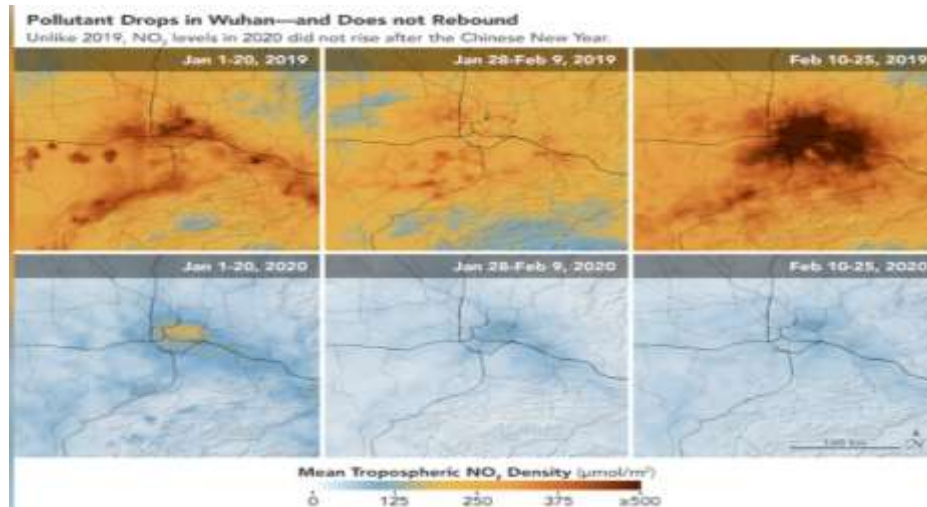 Pollutant Drops in Wuhan—and Does not Rebound
Unlike 2019, NO₂ levels in 2020 did not rise after the Chinese New Year.
Jan 1-20, 2019
Jan 28-Feb 9, 2019
Feb 10-25, 2019
Jan 1-20, 2020
Jan 28-Feb 9, 2020
Feb 10-25, 2020
100 km
N
Mean Tropospheric NO₂ Density (μmol/m²)
0 125 250 375 ≥500